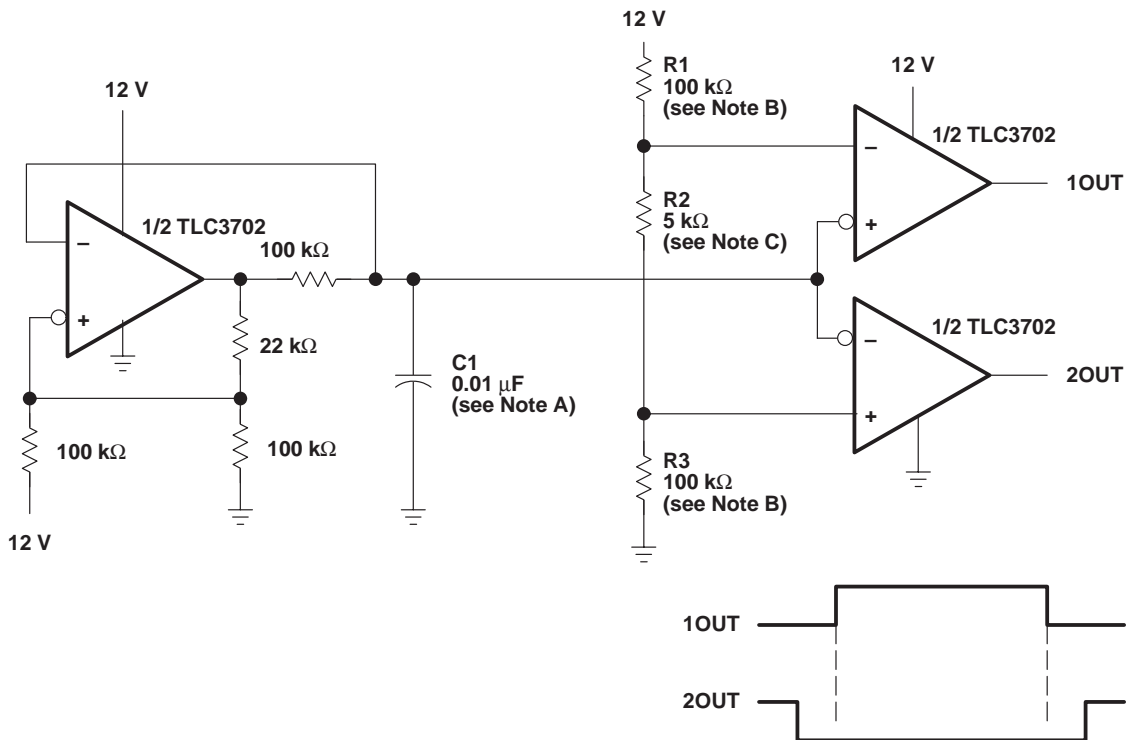 12 V
12 V
R1
100 kΩ
(see Note B)
12 V
1/2 TLC3702
−
+
1OUT
1/2 TLC3702
−
+
100 kΩ
R2
5 kΩ
(see Note C)
22 kΩ
C1
0.01 μF
(see Note A)
1/2 TLC3702
−
+
2OUT
100 kΩ
100 kΩ
12 V
R3
100 kΩ
(see Note B)
1OUT
2OUT